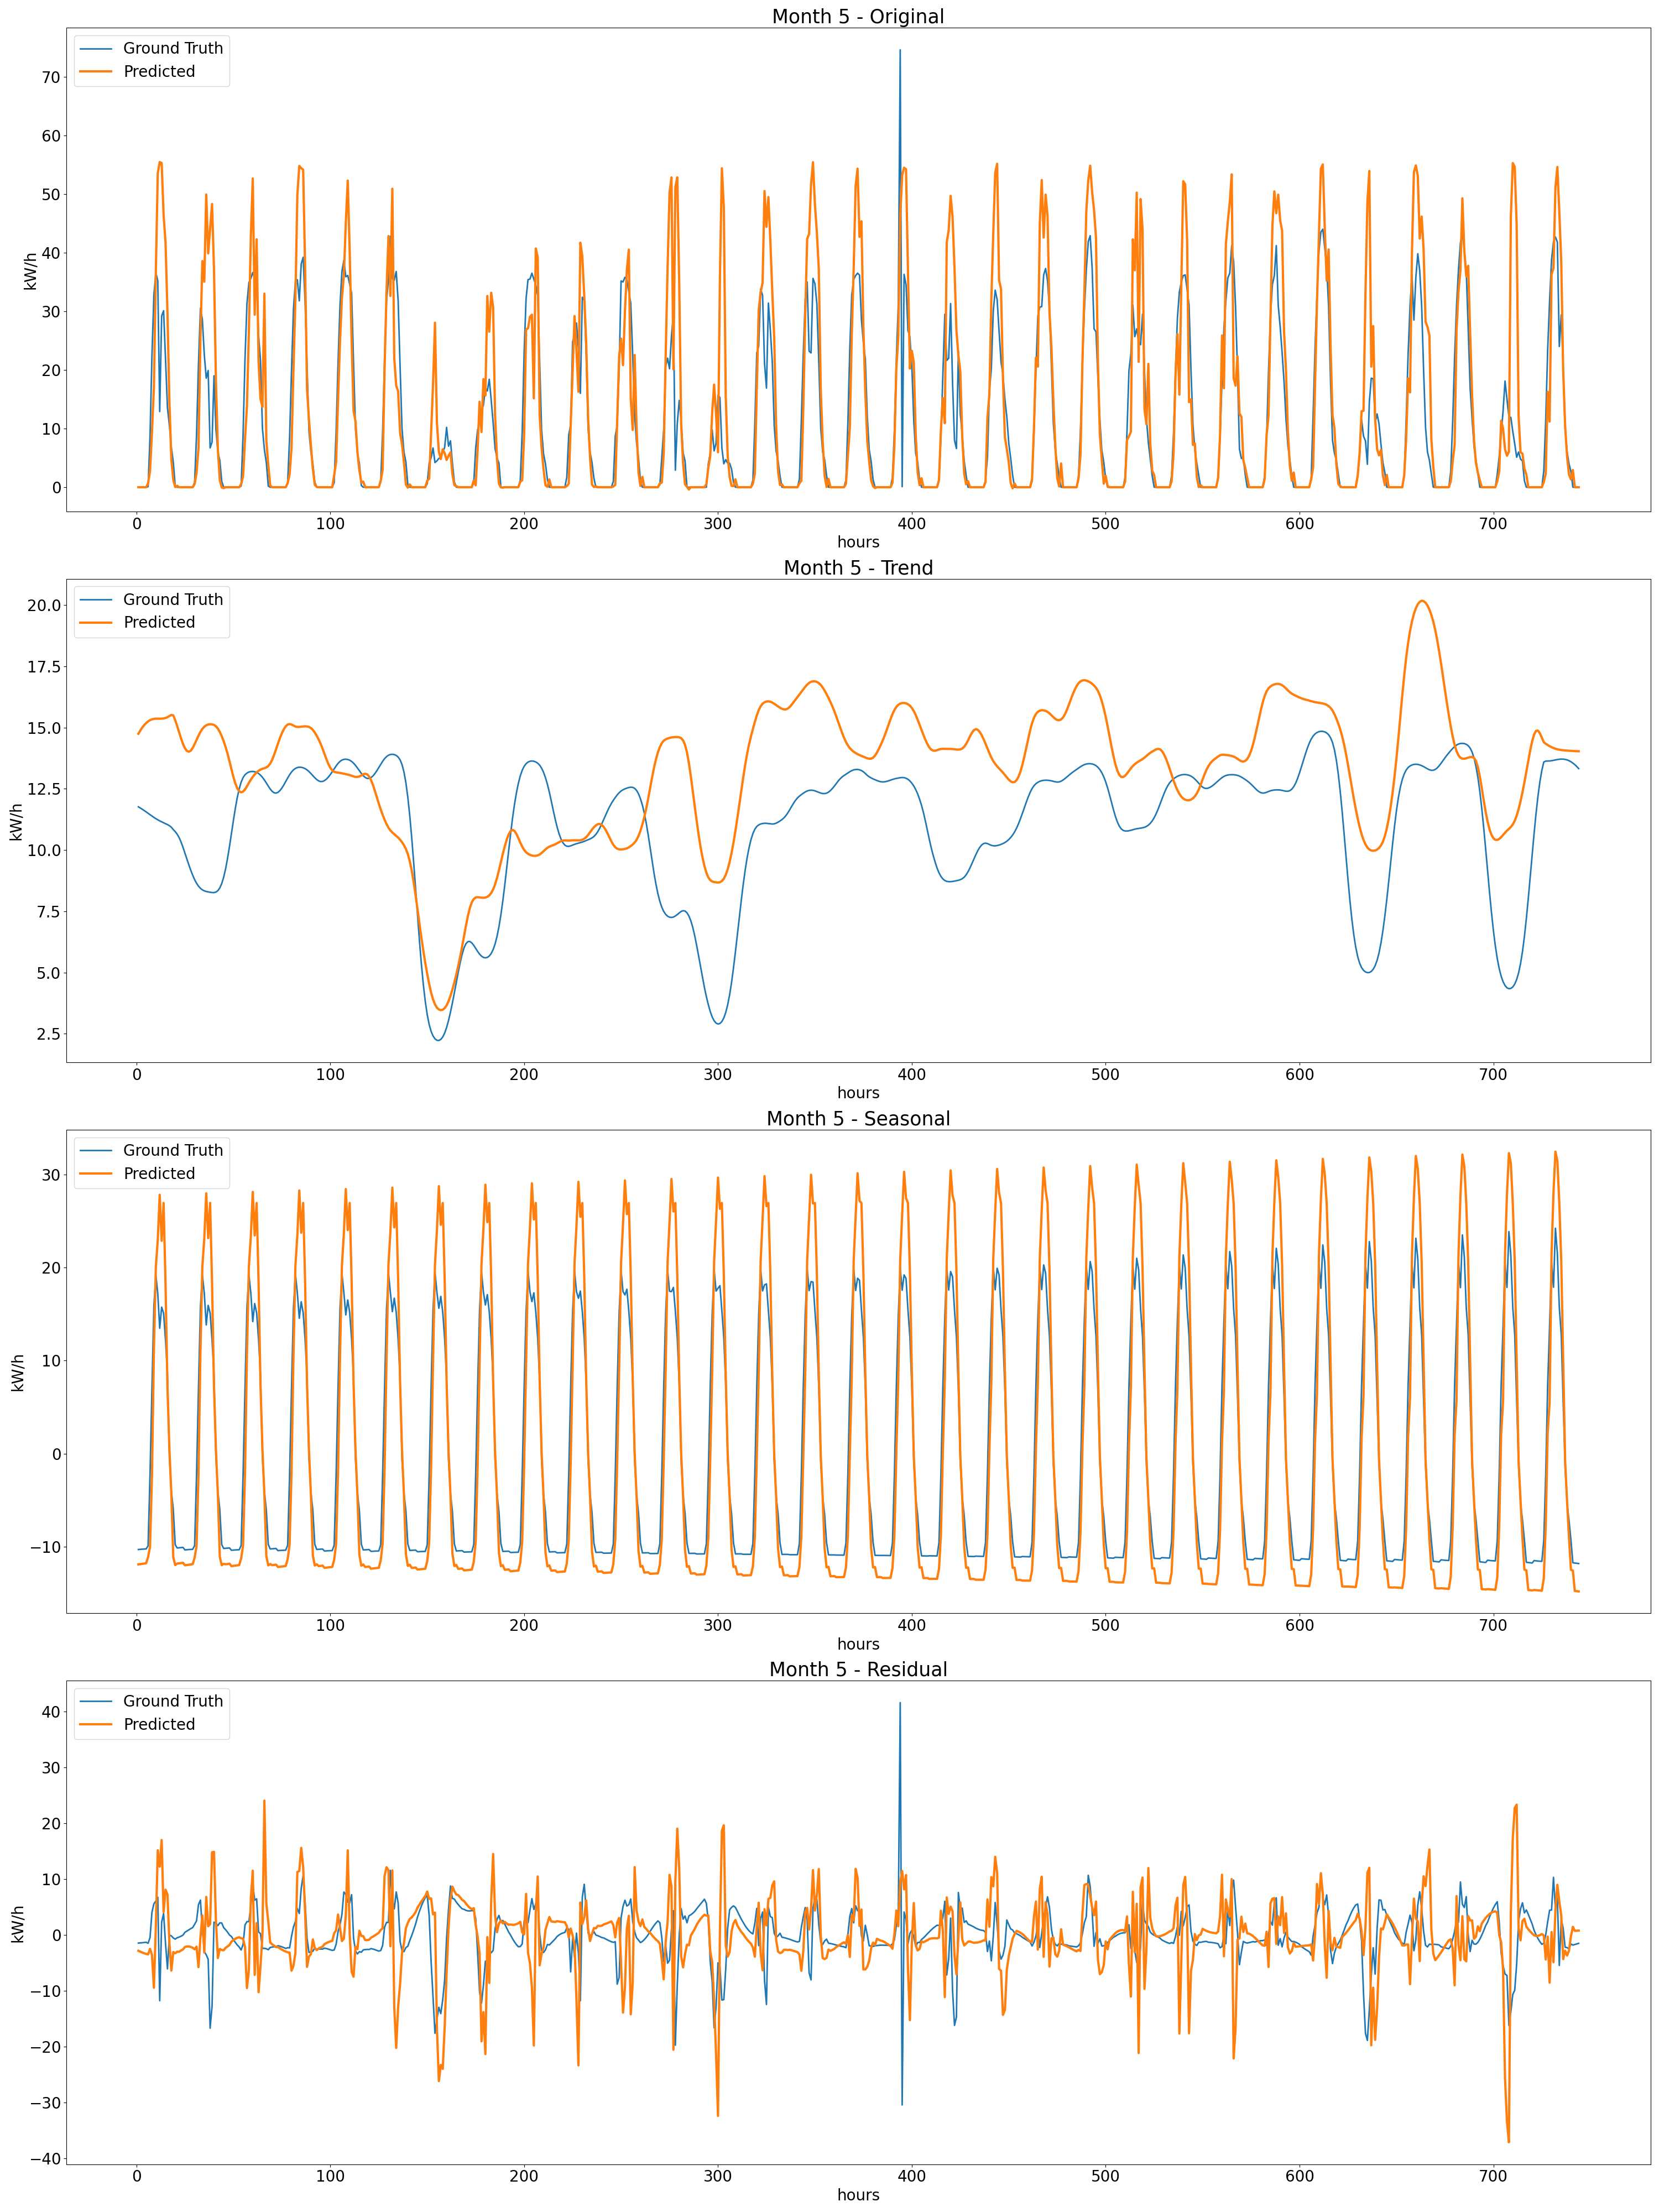 Month 5 - Original
Ground Truth
Predicted
kW/h
70
60
50
40
30
20
10
0
0 100 200 300 400 500 600 700
hours
Month 5 - Trend
Ground Truth
Predicted
kW/h
20.0
17.5
15.0
12.5
10.0
7.5
5.0
2.5
0 100 200 300 400 500 600 700
hours
Month 5 - Seasonal
Ground Truth
Predicted
kW/h
30
20
10
0
−10
0 100 200 300 400 500 600 700
hours
Month 5 - Residual
Ground Truth
Predicted
kW/h
40
30
20
10
0
−10
−20
−30
−40
0 100 200 300 400 500 600 700
hours